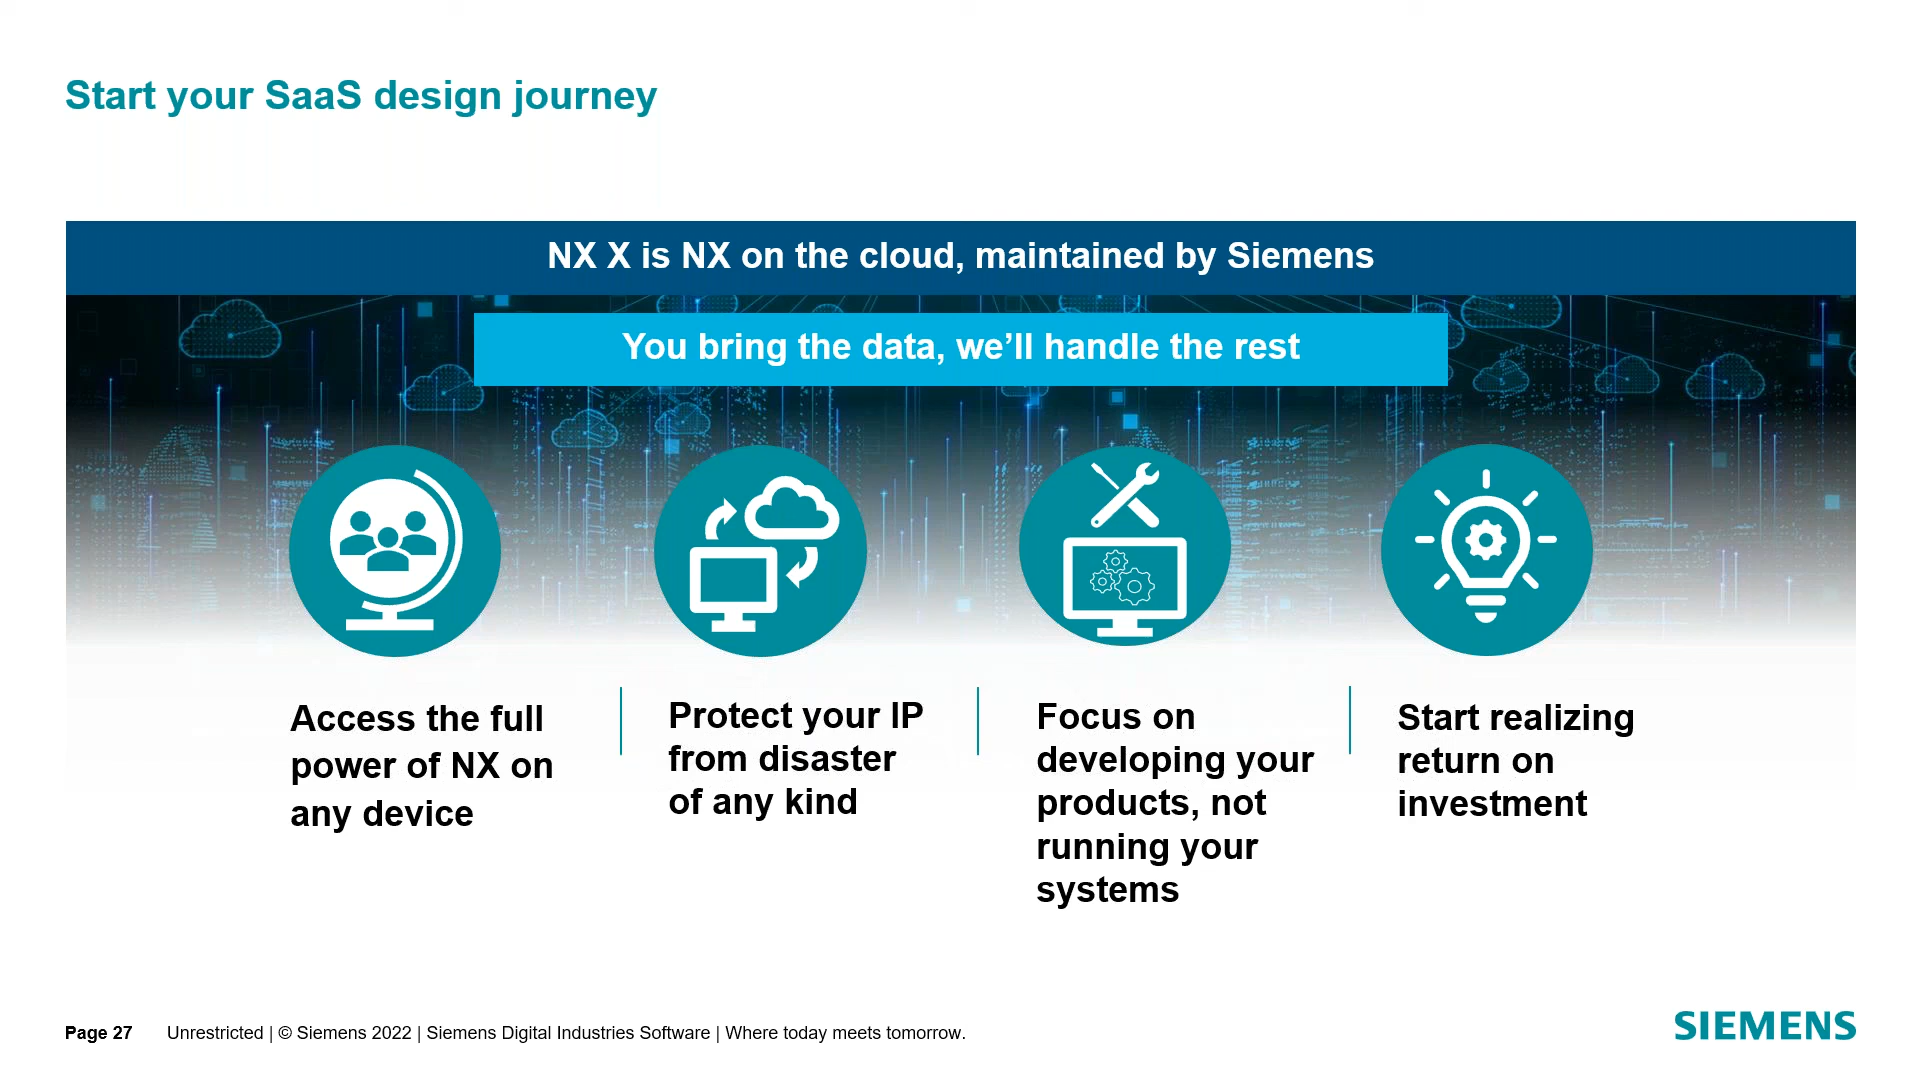 Start your SaaS design journey
NX X is NX on the cloud, maintained by Siemens
You bring the data, we’ll handle the rest
Access the full
power of NX on
any device
Protect your IP
from disaster
of any kind
Focus on
developing your
products, not
running your
systems
Start realizing
return on
investment
Page 27 Unrestricted | © Siemens 2022 | Siemens Digital Industries Software | Where today meets tomorrow.
SIEMENS